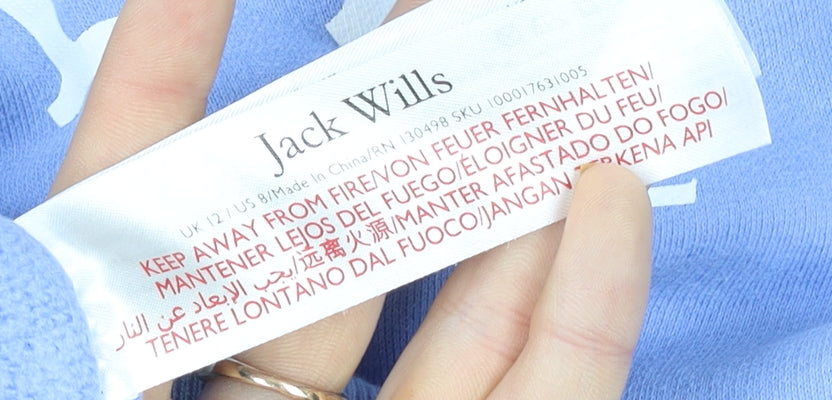 Jack Wills
UK 12 / US 8/Made In China/RN 130498 SKU 100017631005
KEEP AWAY FROM FIRE/VON FEUER FERNHALTEN/
MANTENER LEJOS DEL FUEGO/ÉLOIGNER DU FEU/
يجب الإبعاد عن النار/远离火源/MANTER AFASTADO DO FOGO/
TENERE LONTANO DAL FUOCO/JANGAN API